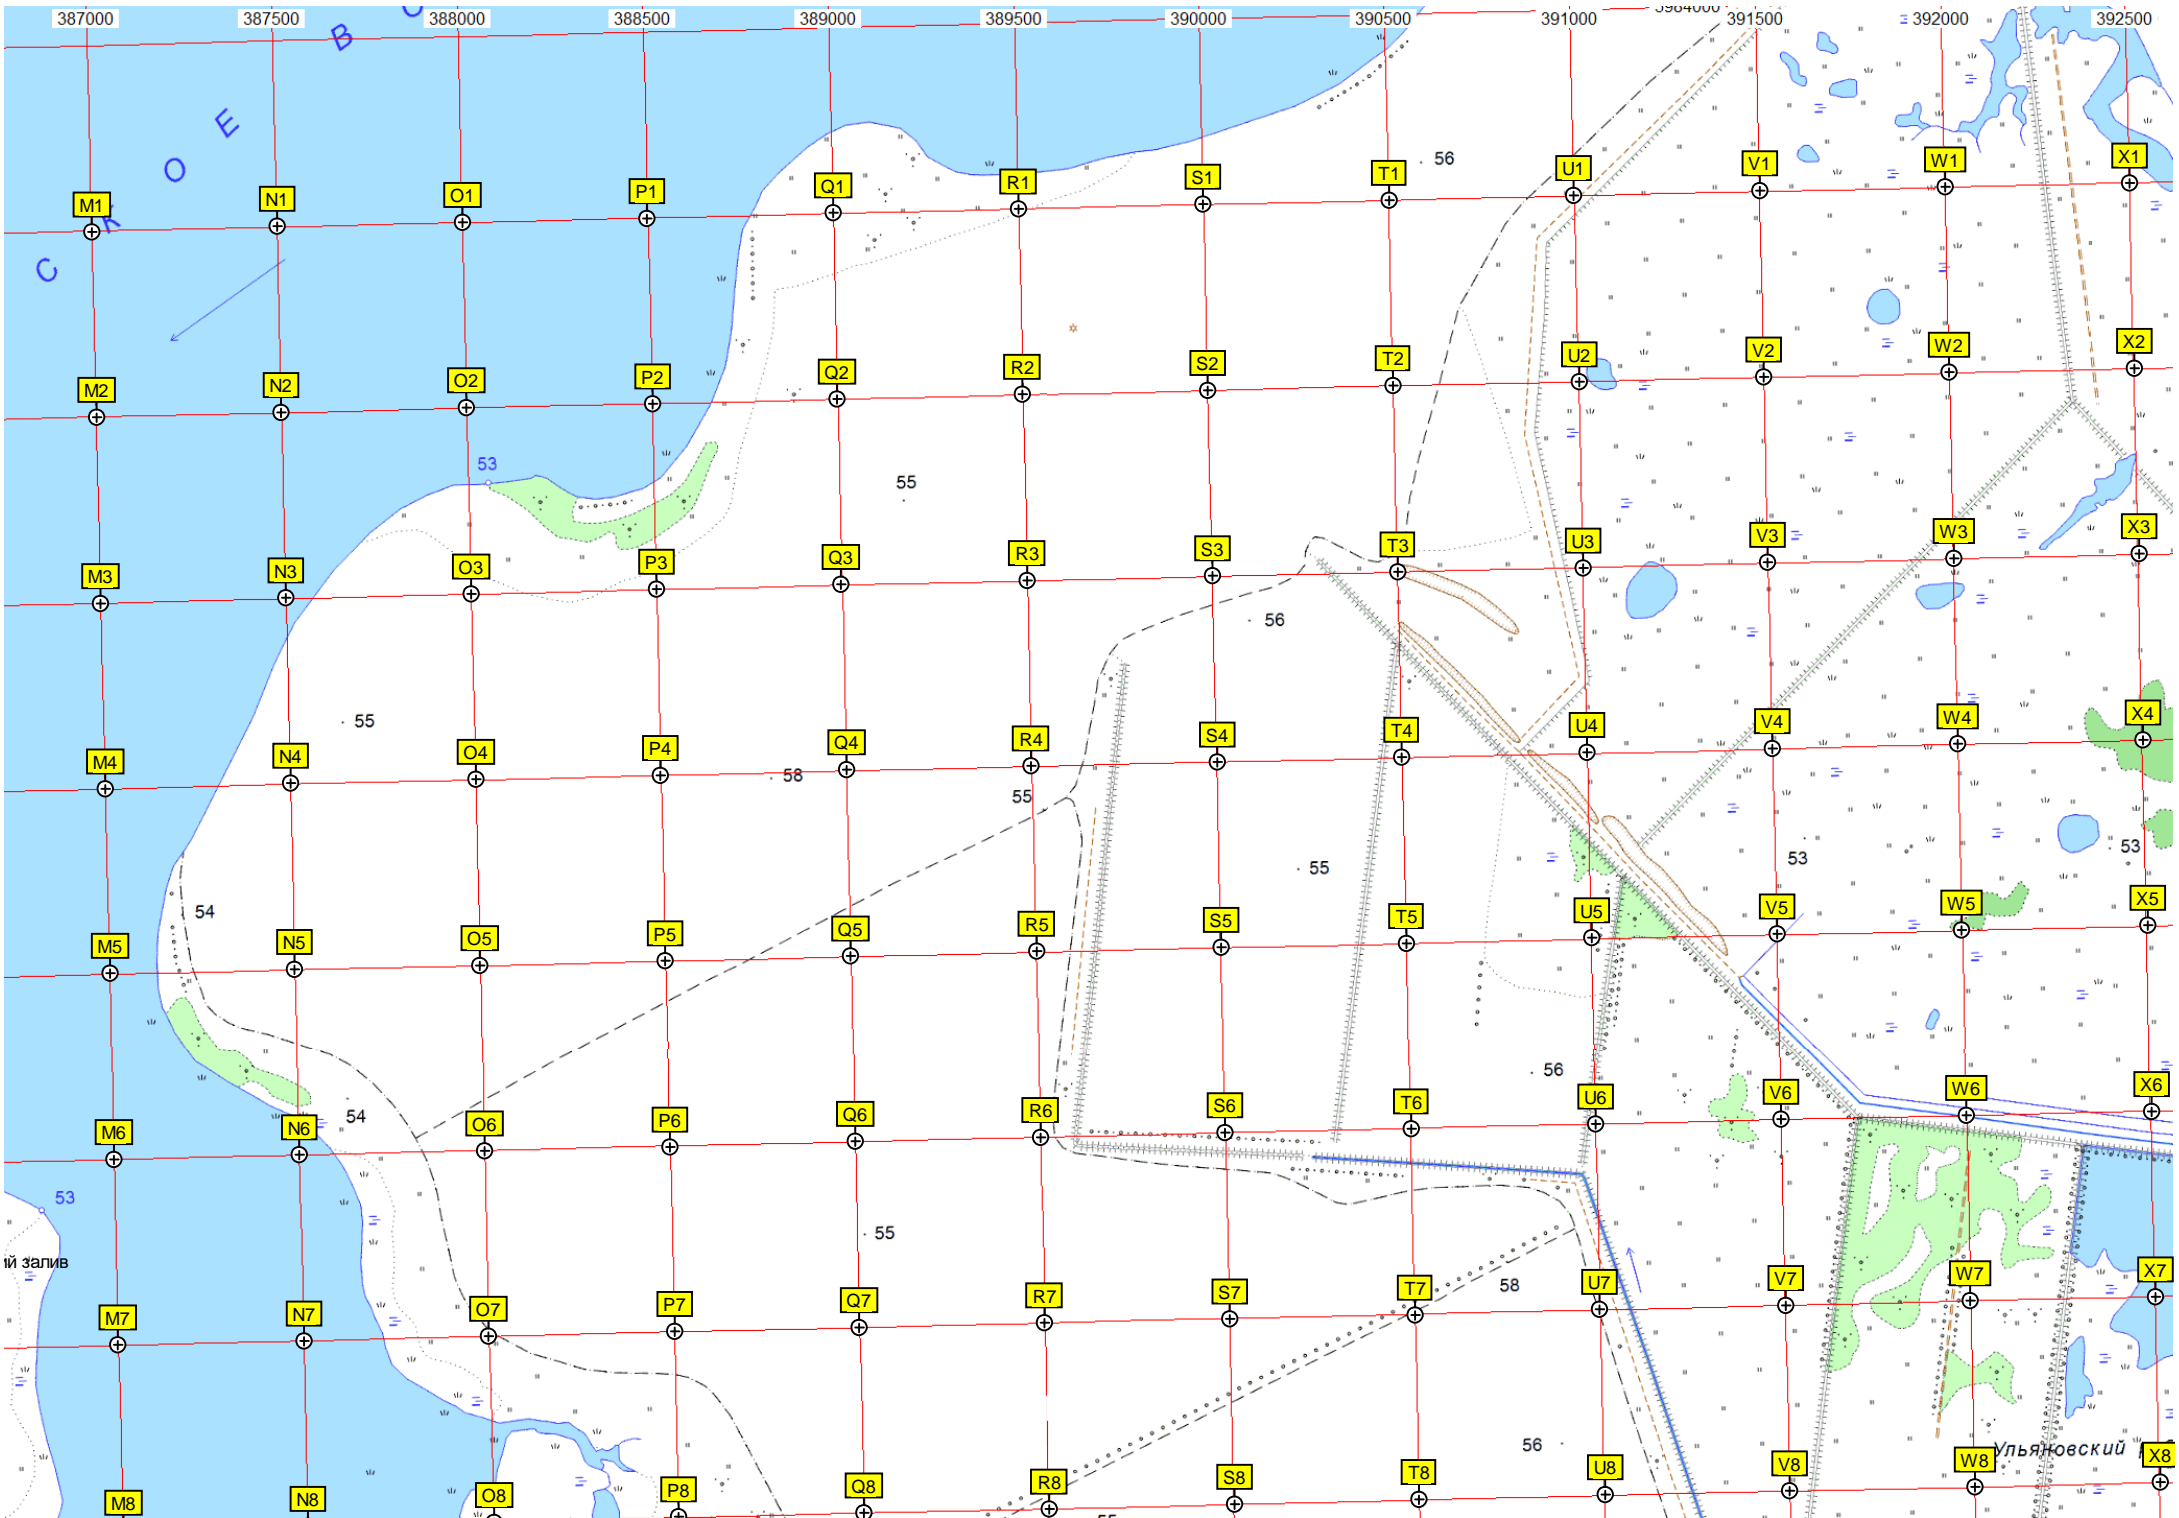 387000 387500 388000 388500 389000 389500 390000 390500 391000 5984000 391500 392000 392500
С К О Е В О
56
M1 N1 O1 P1 Q1 R1 S1 T1 U1 V1 W1 X1
M2 N2 O2 P2 Q2 R2 S2 T2 U2 V2 W2 X2
53
55
M3 N3 O3 P3 Q3 R3 S3 T3 U3 V3 W3 X3
56
55
M4 N4 O4 P4 Q4 R4 S4 T4 U4 V4 W4 X4
58
55
55
53
53
54
M5 N5 O5 P5 Q5 R5 S5 T5 U5 V5 W5 X5
56
54
M6 N6 O6 P6 Q6 R6 S6 T6 U6 V6 W6 X6
53
55
ий залив
58
M7 N7 O7 P7 Q7 R7 S7 T7 U7 V7 W7 X7
56
Ульяновский
M8 N8 O8 P8 Q8 R8 S8 T8 U8 V8 W8 X8
55